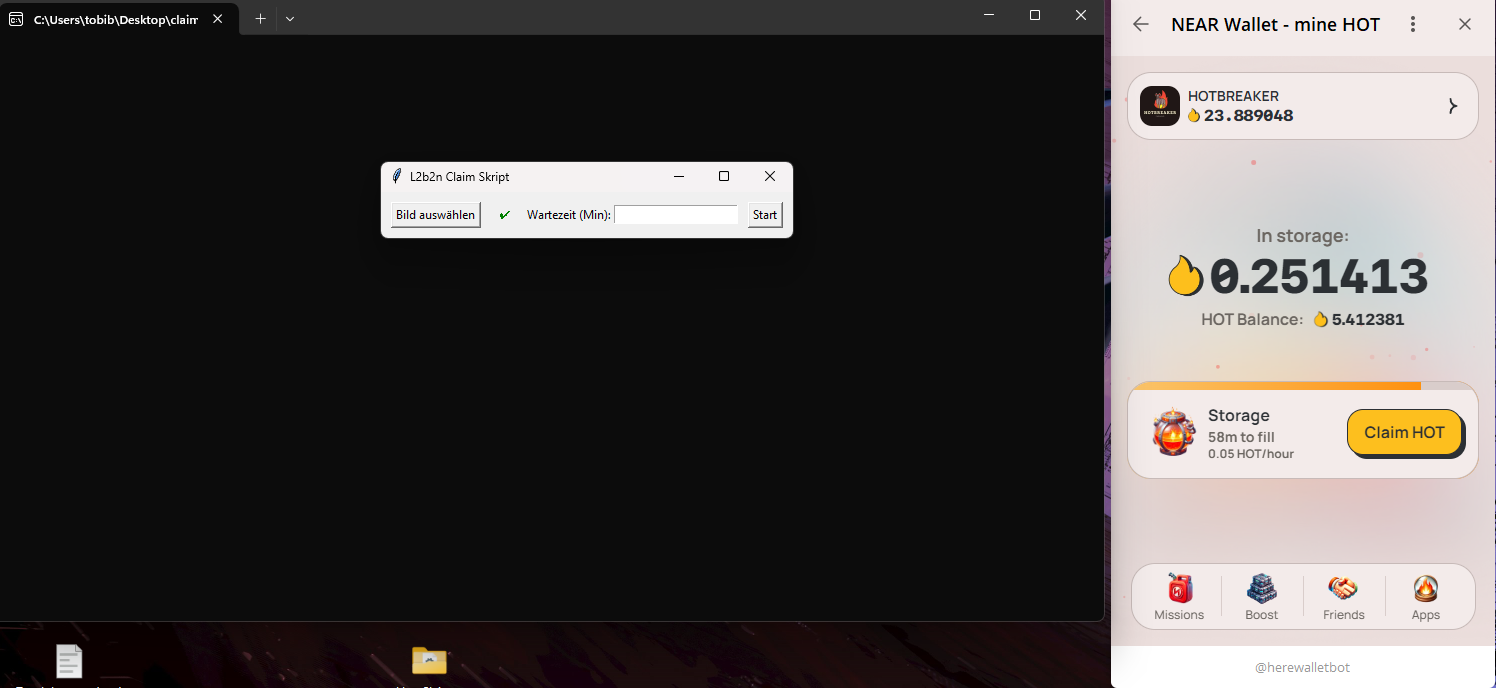 C:\Users\tobib\Desktop\claim
L2b2n Claim Skript
Bild auswählen ✓ Wartezeit (Min): Start
NEAR Wallet - mine HOT
HOTBREAKER
HOTBREAKER
23.889048
In storage:
0.251413
HOT Balance: 5.412381
Storage
58m to fill
0.05 HOT/hour
Claim HOT
Missions Boost Friends Apps
@herewalletbot